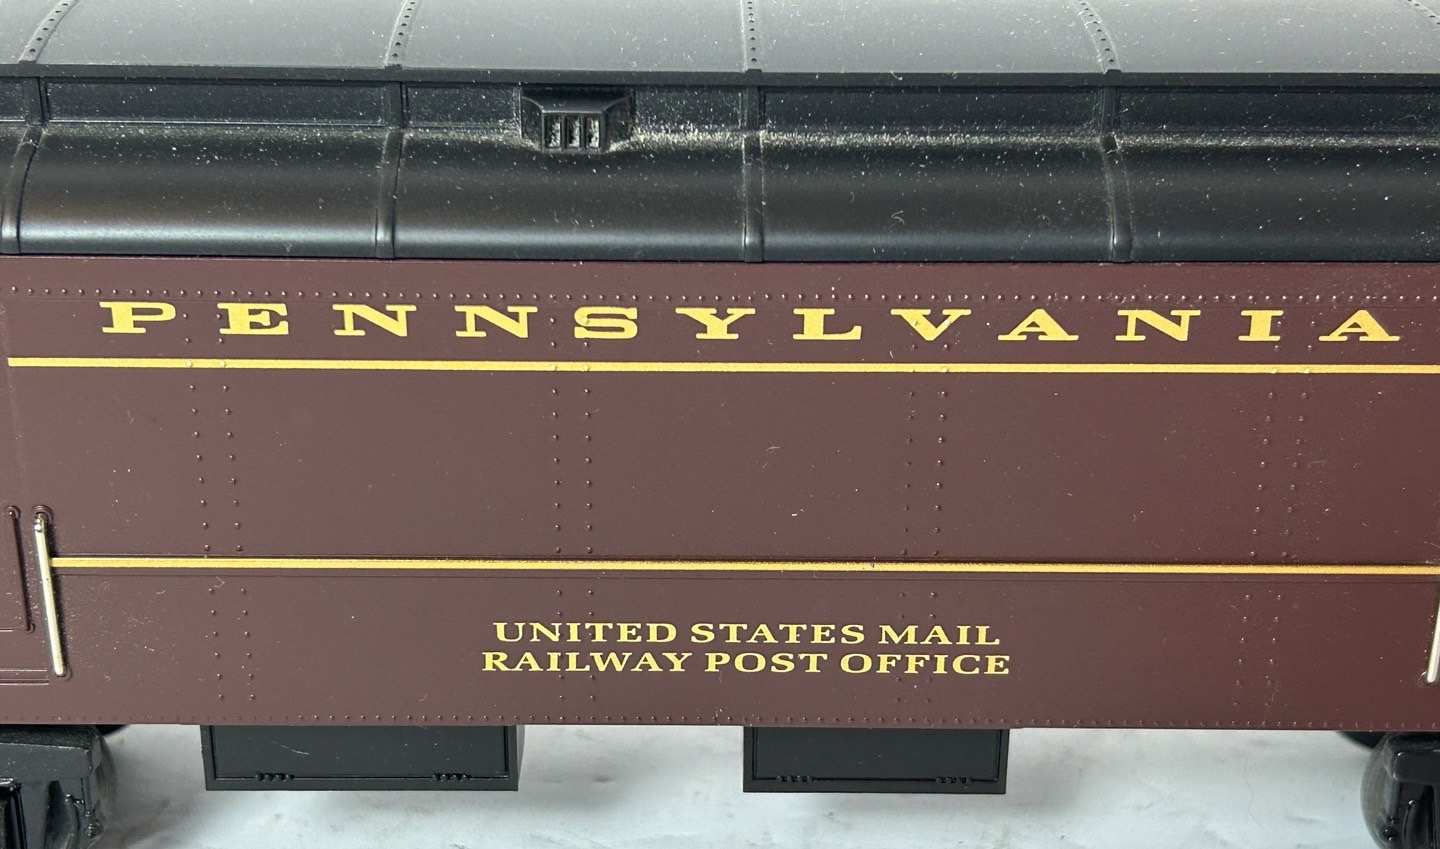 PENNSYLVANIA
UNITED STATES MAIL
RAILWAY POST OFFICE